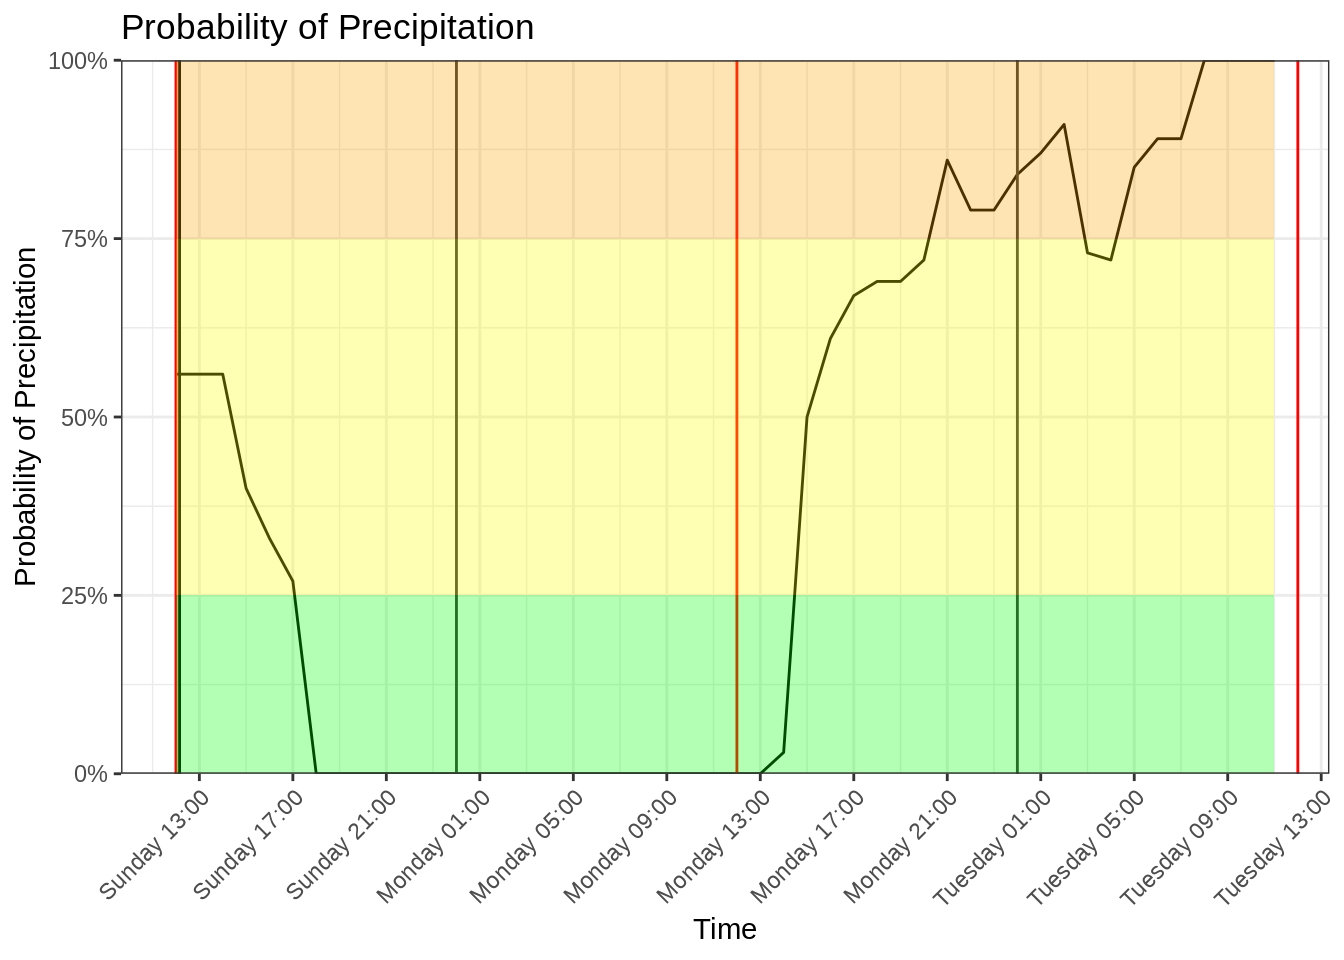 Probability of Precipitation
100%
75%
50%
25%
0%
Probability of Precipitation
Sunday 13:00
Sunday 17:00
Sunday 21:00
Monday 01:00
Monday 05:00
Monday 09:00
Monday 13:00
Monday 17:00
Monday 21:00
Tuesday 01:00
Tuesday 05:00
Tuesday 09:00
Tuesday 13:00
Time